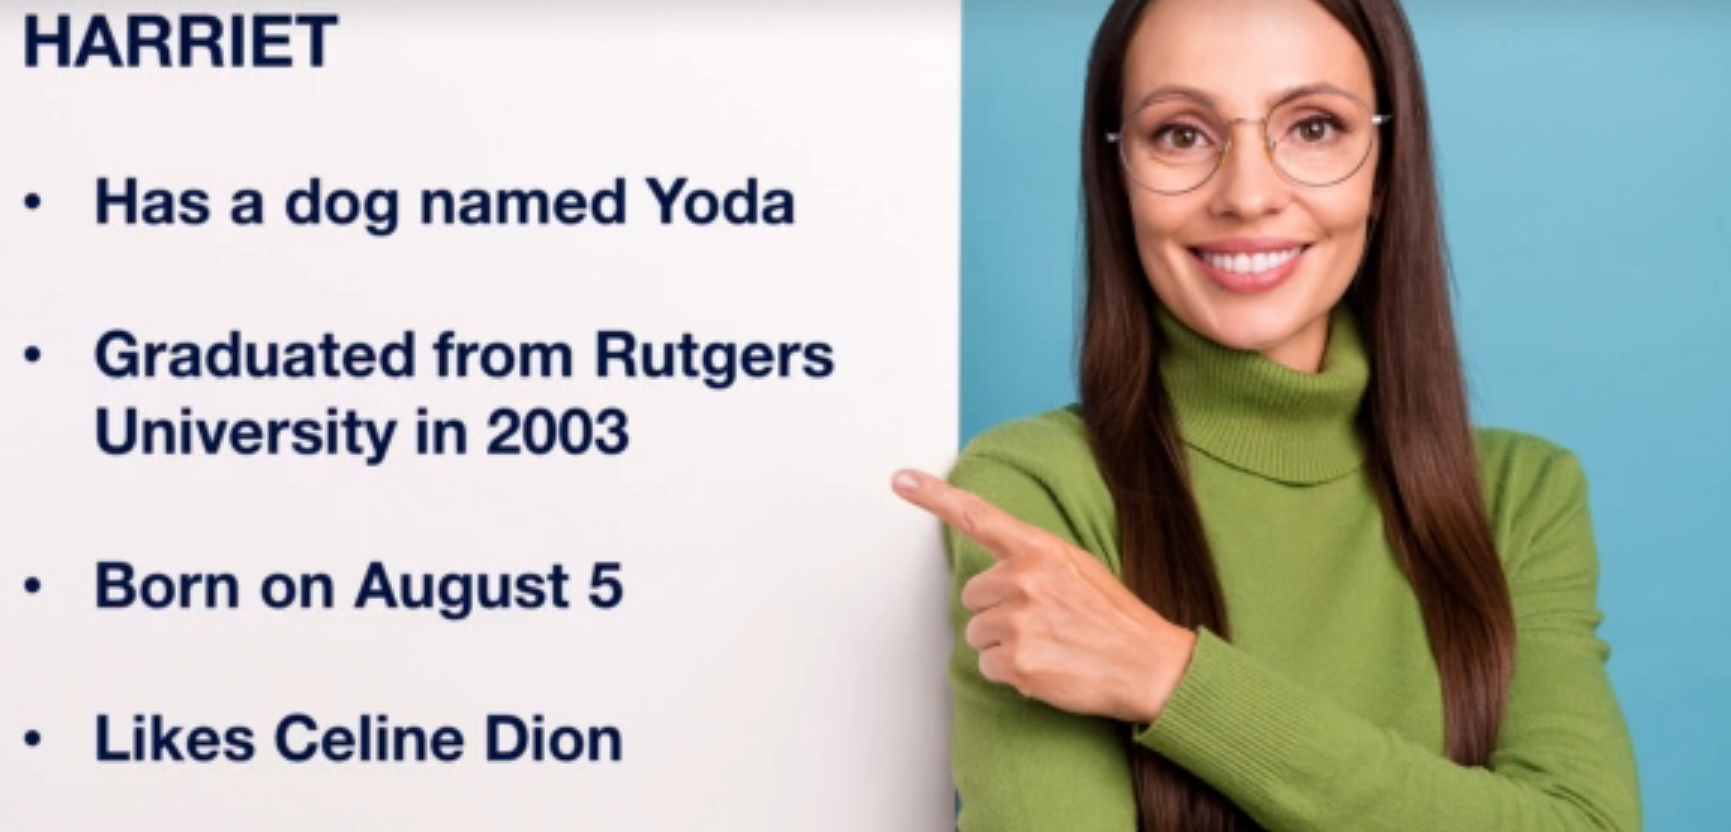 HARRIET
• Has a dog named Yoda
• Graduated from Rutgers
University in 2003
• Born on August 5
• Likes Celine Dion